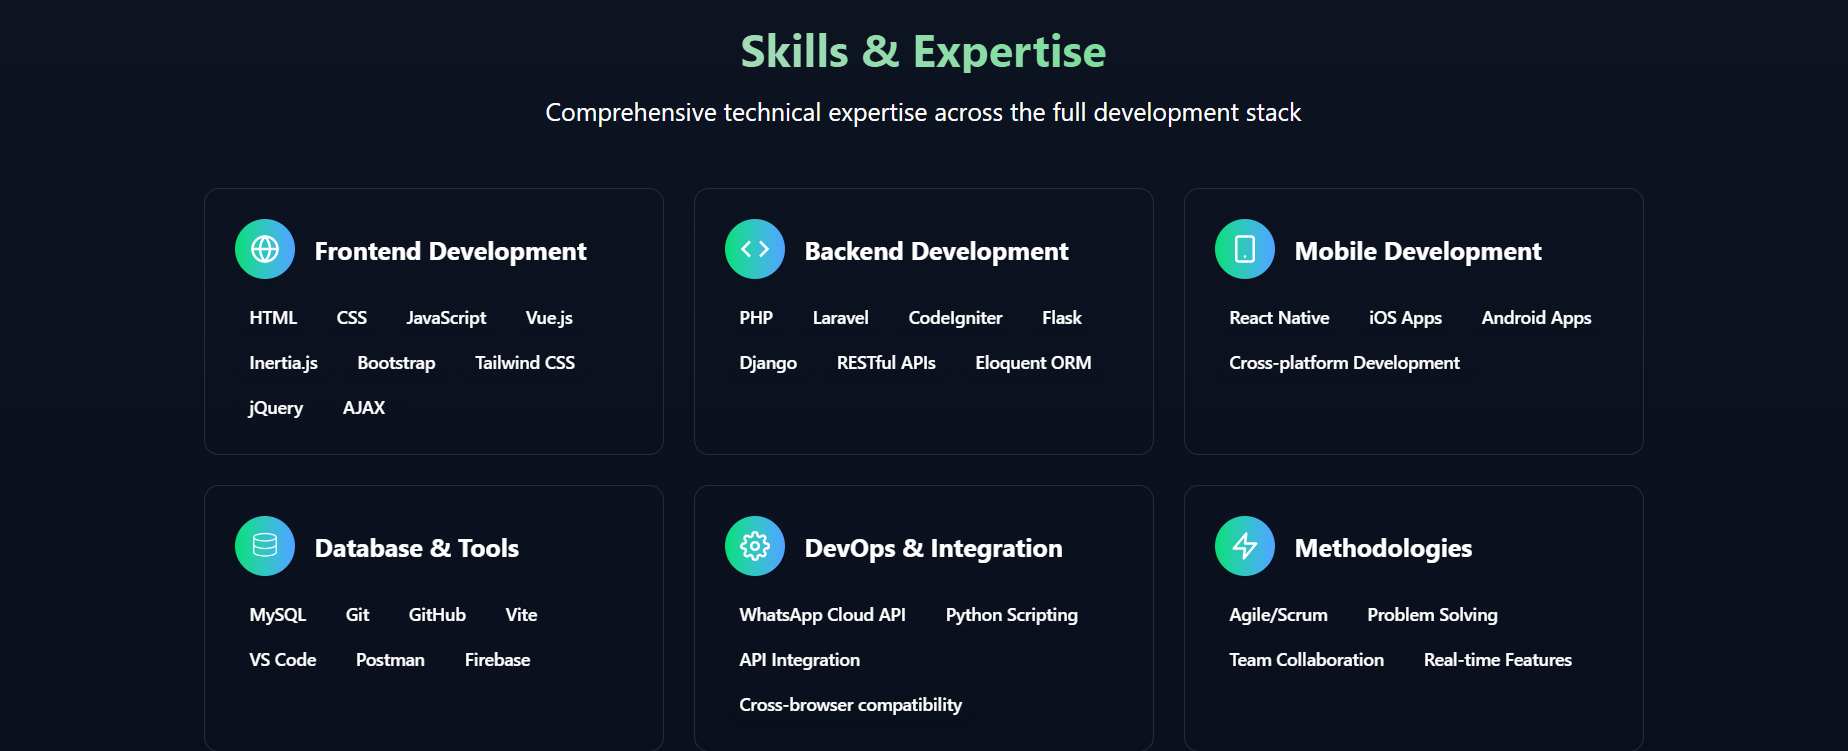 Skills & Expertise
Comprehensive technical expertise across the full development stack
Frontend Development
HTML CSS JavaScript Vue.js
Inertia.js Bootstrap Tailwind CSS
jQuery AJAX
Backend Development
PHP Laravel CodeIgniter Flask
Django RESTful APIs Eloquent ORM
Mobile Development
React Native iOS Apps Android Apps
Cross-platform Development
Database & Tools
MySQL Git GitHub Vite
VS Code Postman Firebase
DevOps & Integration
WhatsApp Cloud API Python Scripting
API Integration
Cross-browser compatibility
Methodologies
Agile/Scrum Problem Solving
Team Collaboration Real-time Features